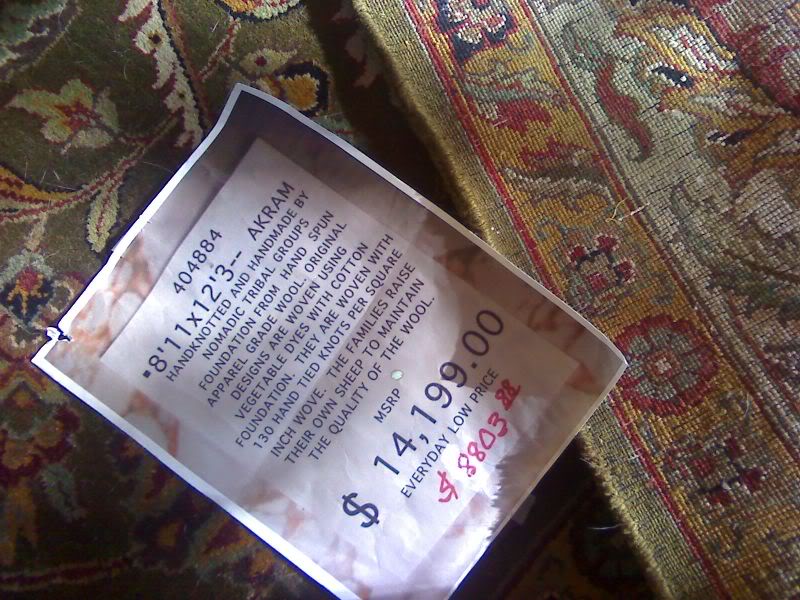 404884
*8'11X12'3-- AKRAM
HANDKNOTTED AND HANDMADE BY
NOMADIC TRIBAL GROUPS
FOUNDATION FROM HAND SPUN
APPAREL GRADE WOOL. ORIGINAL
DESIGNS ARE WOVEN USING
VEGETABLE DYES WITH COTTON
FOUNDATION. THEY ARE WOVEN WITH
130 HAND TIED KNOTS PER SQUARE
INCH WOVE. THE FAMILIES RAISE
THEIR OWN SHEEP TO MAINTAIN
THE QUALITY OF THE WOOL.
MSRP
$ 14,199.00
EVERYDAY LOW PRICE
$ 8803 88